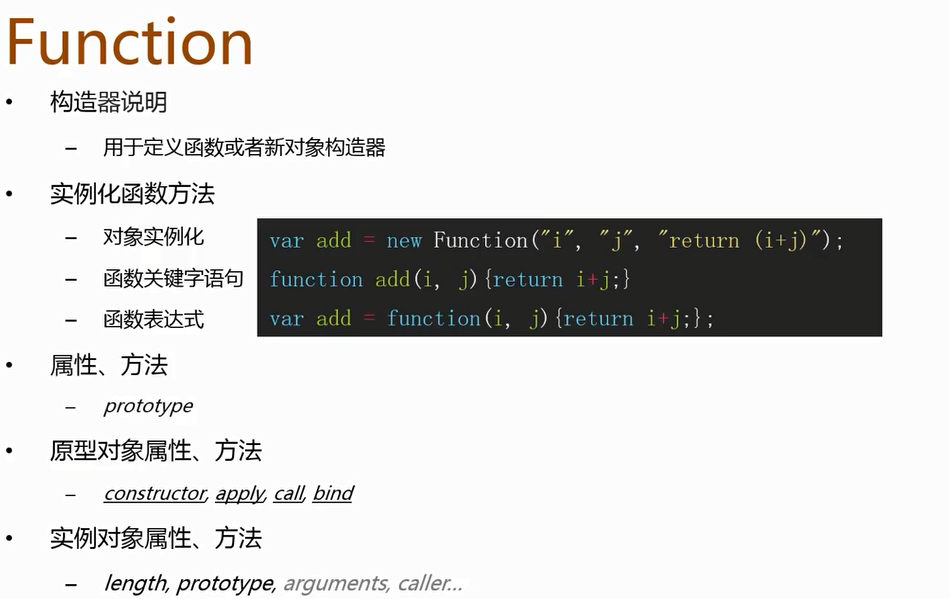 Function
• 构造器说明
– 用于定义函数或者新对象构造器
• 实例化函数方法
– 对象实例化
var add = new Function("i", "j", "return (i+j)");
– 函数关键字语句
function add(i, j){return i+j;}
– 函数表达式
var add = function(i, j){return i+j;};
• 属性、方法
– prototype
• 原型对象属性、方法
– constructor, apply, call, bind
• 实例对象属性、方法
– length, prototype, arguments, caller...